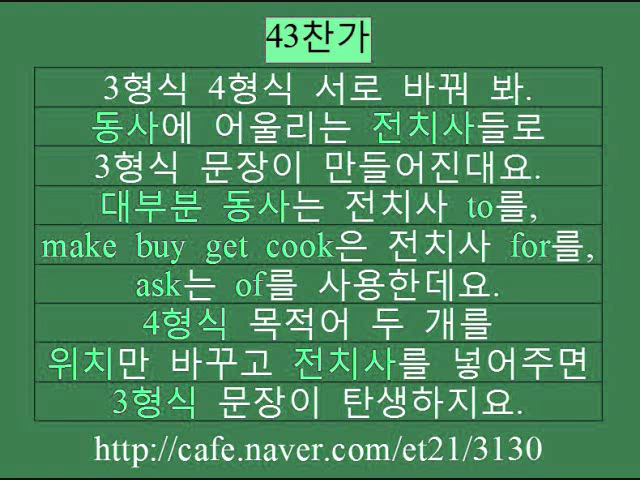 43찬가
3형식 4형식 서로 바꿔 봐.
동사에 어울리는 전치사들로
3형식 문장이 만들어진대요.
대부분 동사는 전치사 to를,
make buy get cook은 전치사 for를,
ask는 of를 사용한데요.
4형식 목적어 두 개를
위치만 바꾸고 전치사를 넣어주면
3형식 문장이 탄생하지요.
http://cafe.naver.com/et21/3130